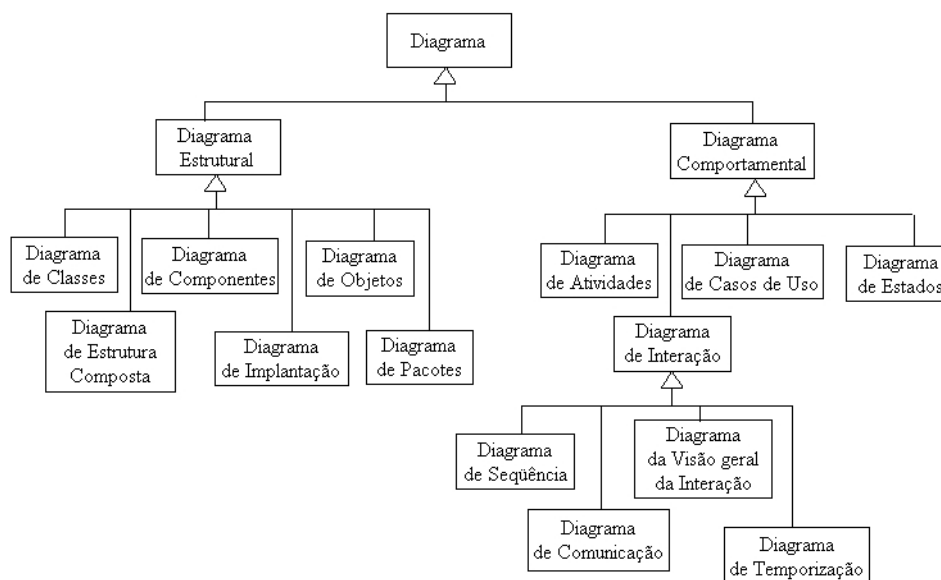 Diagrama
Diagrama
Estrutural
Diagrama
Comportamental
Diagrama
de Classes
Diagrama
de Componentes
Diagrama
de Objetos
Diagrama
de Estrutura
Composta
Diagrama
de Implantação
Diagrama
de Pacotes
Diagrama
de Atividades
Diagrama
de Casos de Uso
Diagrama
de Estados
Diagrama
de Interação
Diagrama
de Seqüência
Diagrama
da Visão geral
da Interação
Diagrama
de Comunicação
Diagrama
de Temporização